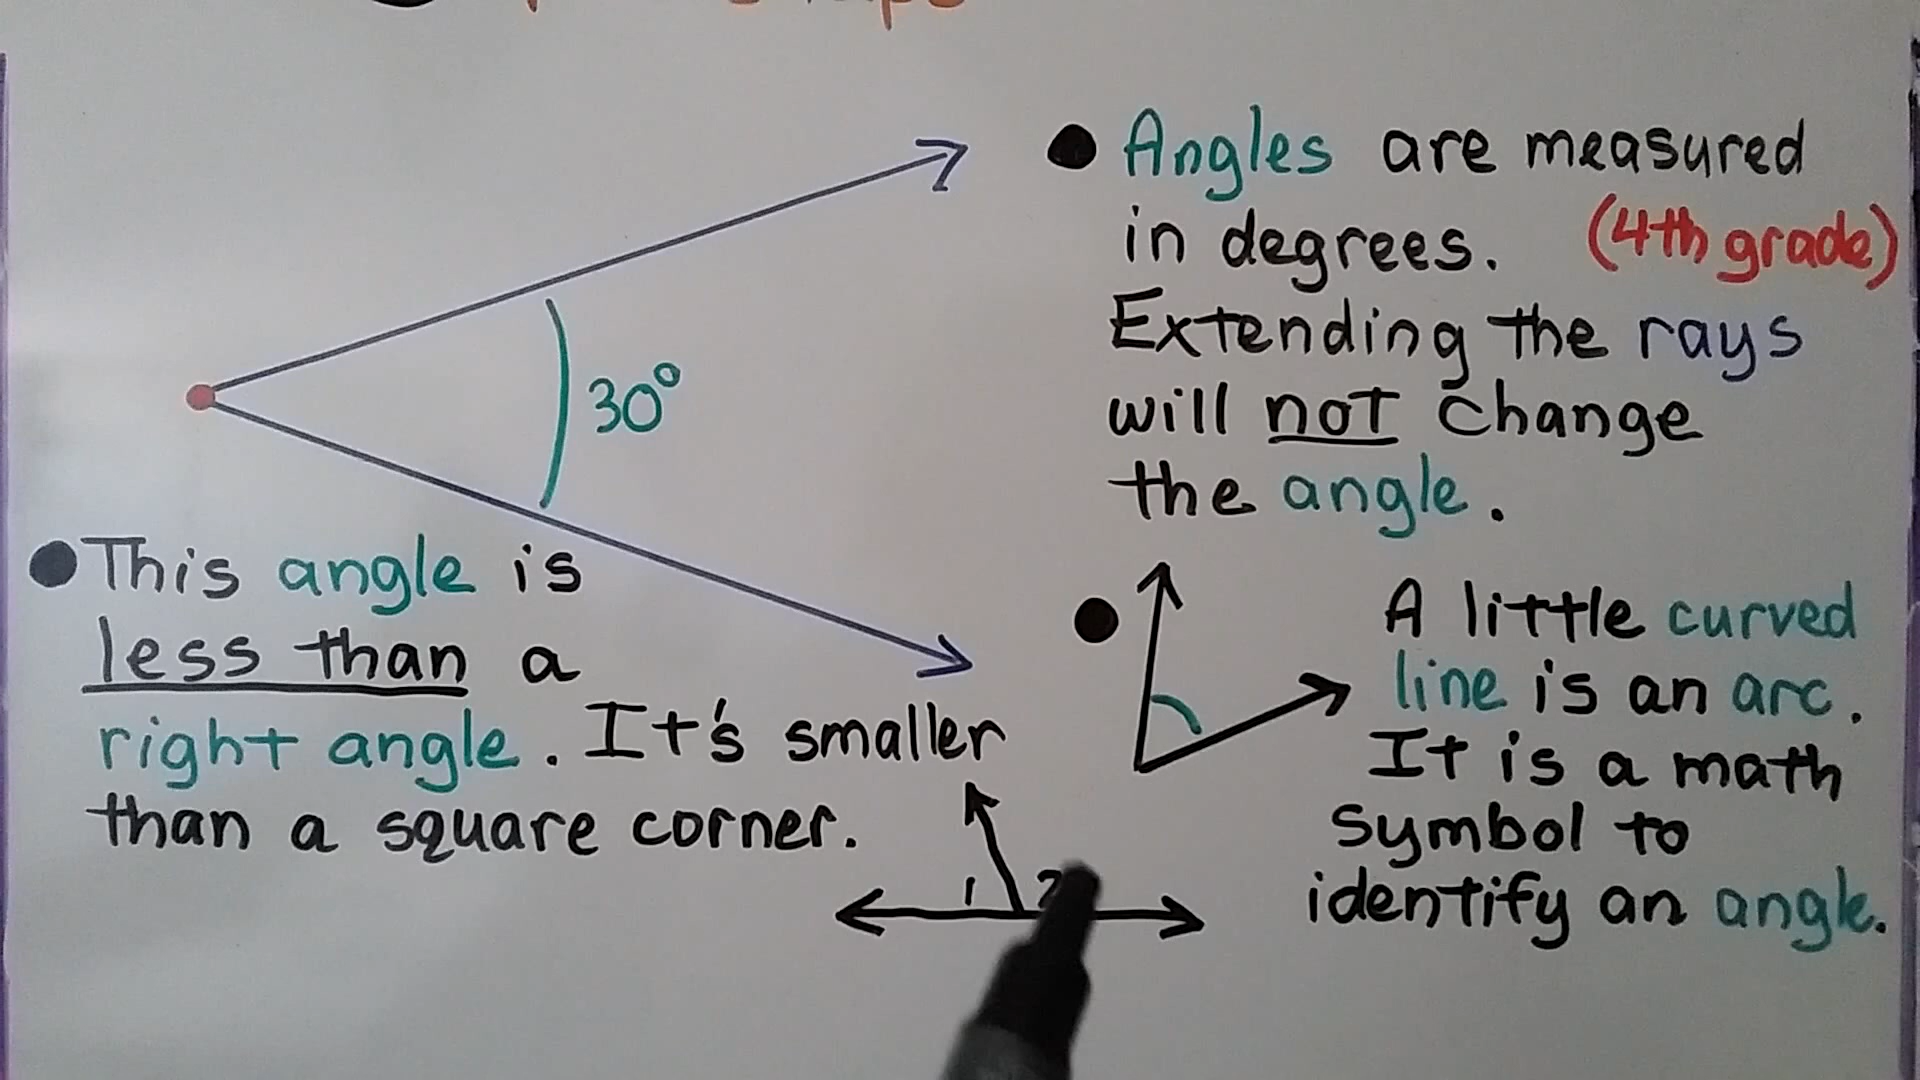 30°
• Angles are measured
in degrees. (4th grade)
Extending the rays
will not change
the angle.
• This angle is
less than a
right angle. It's smaller
than a square corner.
• A little curved
line is an arc.
It is a math
symbol to
identify an angle.
1 2